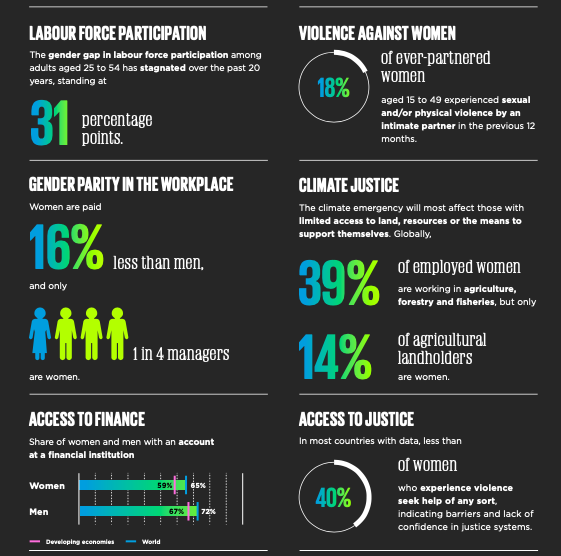 LABOUR FORCE PARTICIPATION
The gender gap in labour force participation among
adults aged 25 to 54 has stagnated over the past 20
years, standing at
31 percentage
points.
GENDER PARITY IN THE WORKPLACE
Women are paid
16% less than men,
and only
1 in 4 managers
are women.
ACCESS TO FINANCE
Share of women and men with an account
at a financial institution
Women 59% 65%
Men 67% 72%
Developing economies World
VIOLENCE AGAINST WOMEN
18%
of ever-partnered
women
aged 15 to 49 experienced sexual
and/or physical violence by an
intimate partner in the previous 12
months.
CLIMATE JUSTICE
The climate emergency will most affect those with
limited access to land, resources or the means to
support themselves. Globally,
39% of employed women
are working in agriculture,
forestry and fisheries, but only
14% of agricultural
landholders
are women.
ACCESS TO JUSTICE
In most countries with data, less than
40%
of women
who experience violence
seek help of any sort,
indicating barriers and lack of
confidence in justice systems.